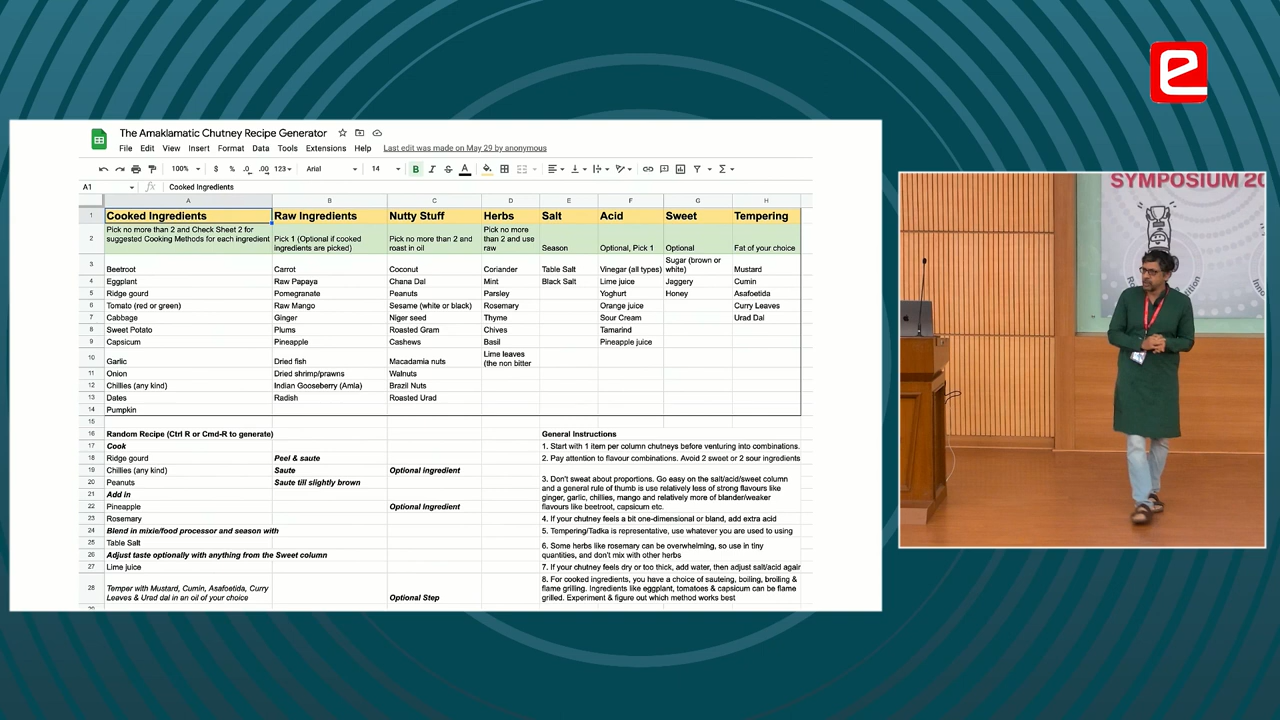 e
SYMPOSIUM 20
The Amaklamatic Chutney Recipe Generator
File Edit View Insert Format Data Tools Extensions Help Last edit was made on May 29 by anonymous
100% $ % .0 .00 123 Arial 14 B I S A
A1 fx Cooked Ingredients
A B C D E F G H
1 Cooked Ingredients Raw Ingredients Nutty Stuff Herbs Salt Acid Sweet Tempering
2 Pick no more than 2 and Check Sheet 2 for suggested Cooking Methods for each ingredient Pick 1 (Optional if cooked ingredients are picked) Pick no more than 2 and roast in oil Pick no more than 2 and use raw Season Optional, Pick 1 Optional Fat of your choice
3 Beetroot Carrot Coconut Coriander Table Salt Vinegar (all types) Sugar (brown or white) Mustard
4 Eggplant Raw Papaya Chana Dal Mint Black Salt Lime juice Jaggery Cumin
5 Ridge gourd Pomegranate Peanuts Parsley Yoghurt Honey Asafoetida
6 Tomato (red or green) Raw Mango Sesame (white or black) Rosemary Orange juice Curry Leaves
7 Cabbage Ginger Niger seed Thyme Sour Cream Urad Dal
8 Sweet Potato Plums Roasted Gram Chives Tamarind
9 Capsicum Pineapple Cashews Basil Pineapple juice
10 Garlic Dried fish Macadamia nuts Lime leaves (the non bitter
11 Onion Dried shrimp/prawns Walnuts
12 Chillies (any kind) Indian Gooseberry (Amla) Brazil Nuts
13 Dates Radish Roasted Urad
14 Pumpkin
15
16 Random Recipe (Ctrl R or Cmd-R to generate) General Instructions
17 Cook 1. Start with 1 item per column chutneys before venturing into combinations.
18 Ridge gourd Peel & saute 2. Pay attention to flavour combinations. Avoid 2 sweet or 2 sour ingredients
19 Chillies (any kind) Saute Optional ingredient
20 Peanuts Saute till slightly brown
3. Don't sweat about proportions. Go easy on the salt/acid/sweet column
and a general rule of thumb is use relatively less of strong flavours like
ginger, garlic, chillies, mango and relatively more of blander/weaker
flavours like beetroot, capsicum etc.
21 Add in
22 Pineapple Optional Ingredient
23 Rosemary 4. If your chutney feels a bit one-dimensional or bland, add extra acid
24 Blend in mixie/food processor and season with 5. Tempering/Tadka is representative, use whatever you are used to using
25 Table Salt
6. Some herbs like rosemary can be overwhelming, so use in tiny
quantities, and don't mix with other herbs
26 Adjust taste optionally with anything from the Sweet column
27 Lime juice 7. If your chutney feels dry or too thick, add water, then adjust salt/acid again
28 Temper with Mustard, Cumin, Asafoetida, Curry
Leaves & Urad dal in an oil of your choice Optional Step
8. For cooked ingredients, you have a choice of sauteing, boiling, broiling &
flame grilling. Ingredients like eggplant, tomatoes & capsicum can be flame
grilled. Experiment & figure out which method works best